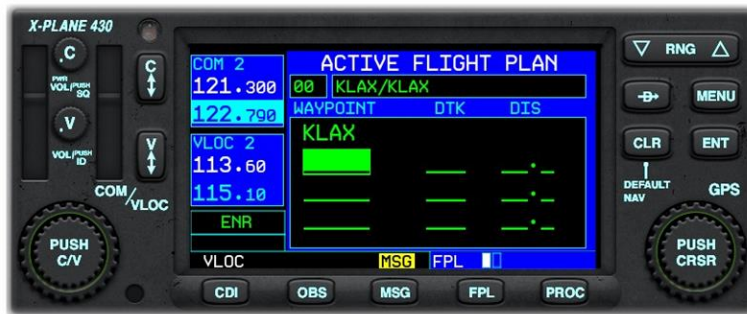 X-PLANE 430
.C
PWR
VOL/PUSH
SQ
C
.V
VOL/PUSH
ID
V
COM/VLOC
PUSH
C/V
COM 2
121.300
122.790
VLOC 2
113.60
115.10
ENR
VLOC
ACTIVE FLIGHT PLAN
00 KLAX/KLAX
WAYPOINT DTK DIS
KLAX
MSG FPL
RNG
D
MENU
CLR
ENT
DEFAULT
NAV
GPS
PUSH
CRSR
CDI
OBS
MSG
FPL
PROC